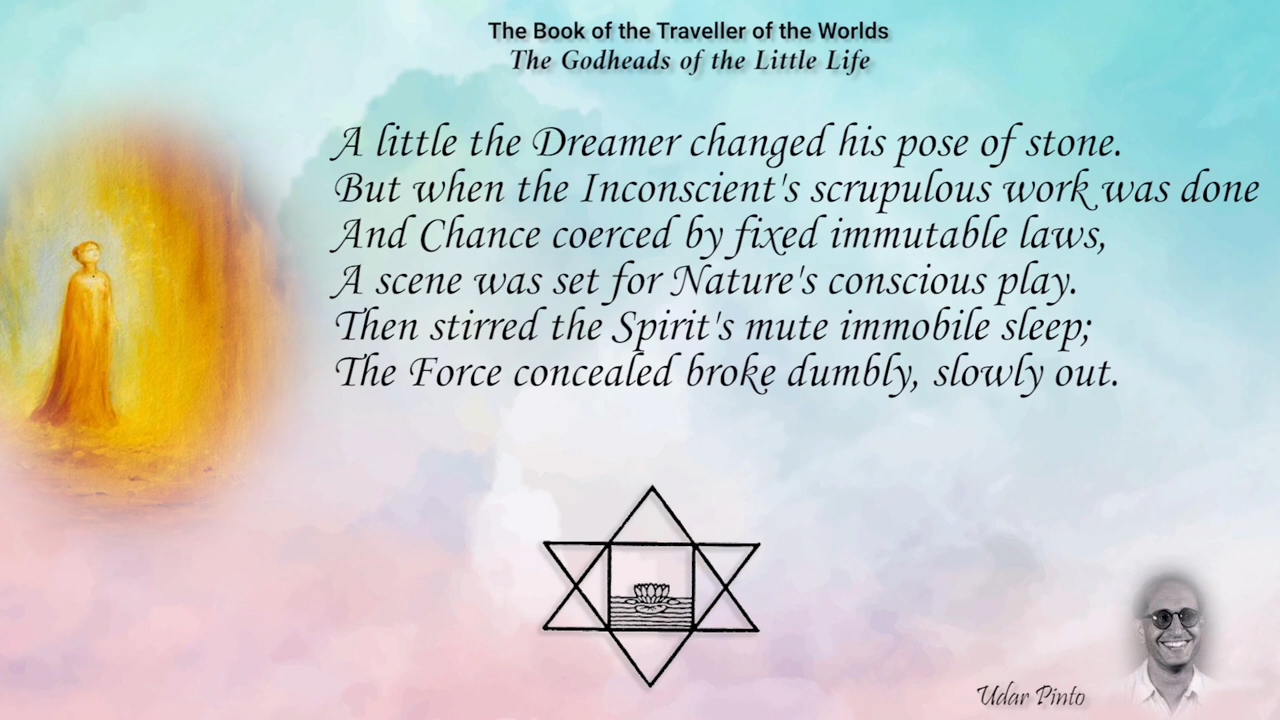 The Book of the Traveller of the Worlds
The Godheads of the Little Life
A little the Dreamer changed his pose of stone.
But when the Inconscient's scrupulous work was done
And Chance coerced by fixed immutable laws,
A scene was set for Nature's conscious play.
Then stirred the Spirit's mute immobile sleep;
The Force concealed broke dumbly, slowly out.
Udar Pinto